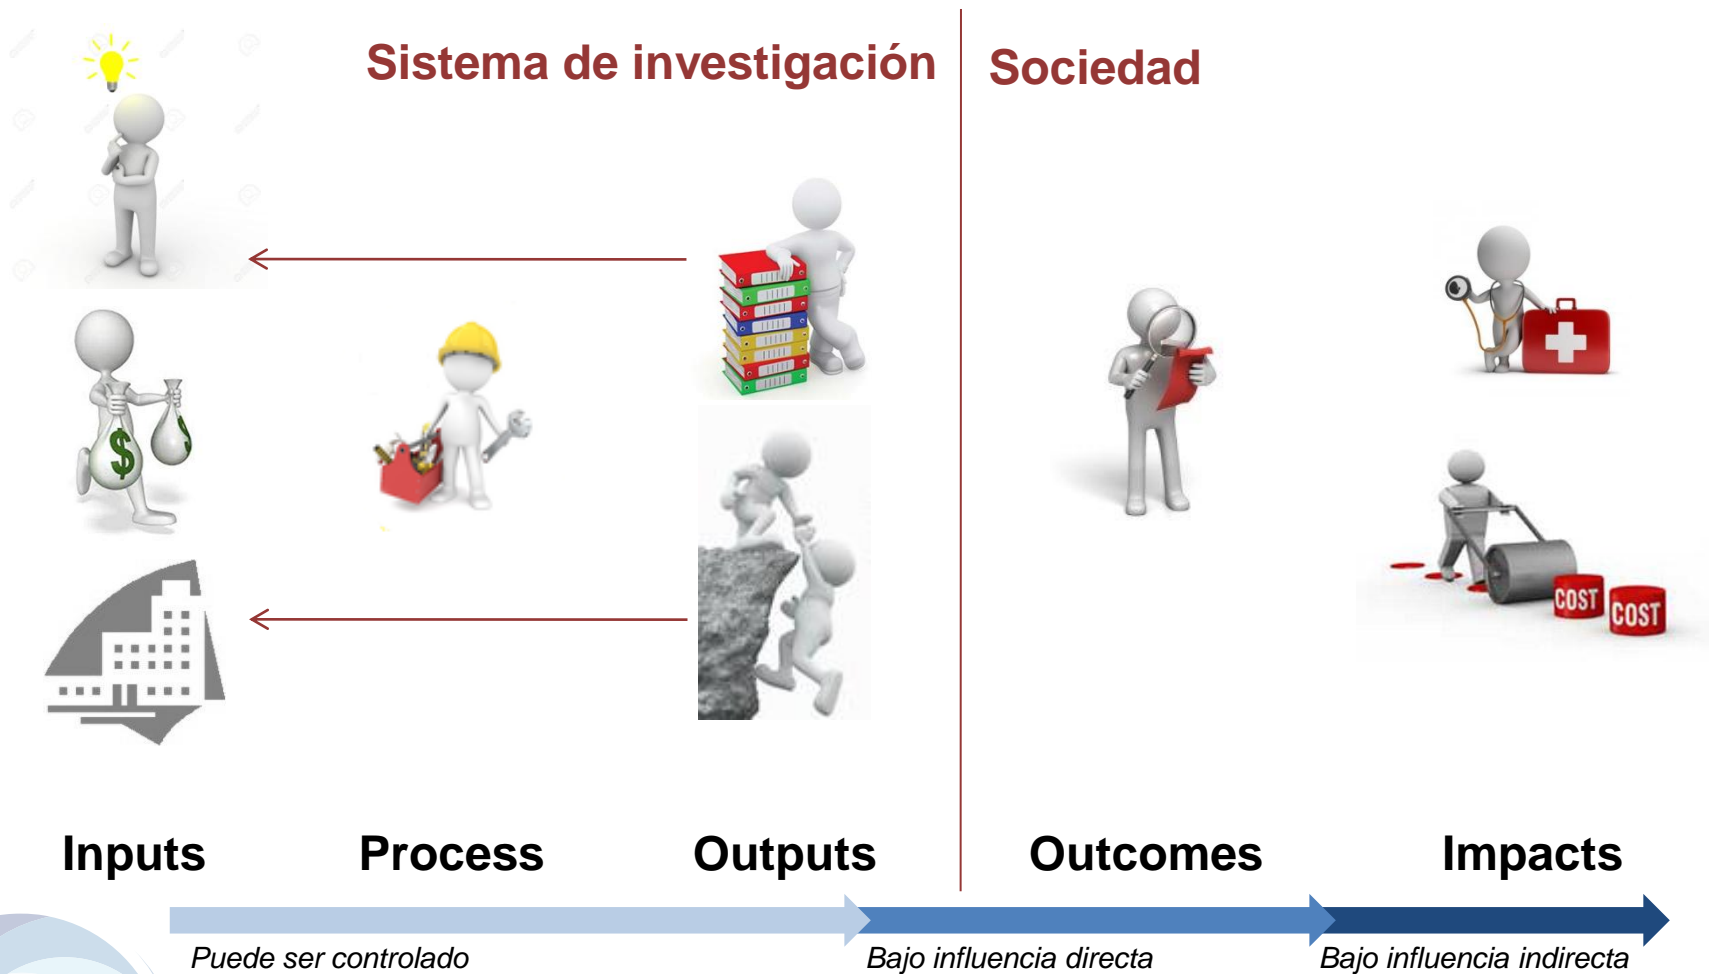 Sistema de investigación
Sociedad
$
$
COST
COST
Inputs
Process
Outputs
Outcomes
Impacts
Puede ser controlado
Bajo influencia directa
Bajo influencia indirecta